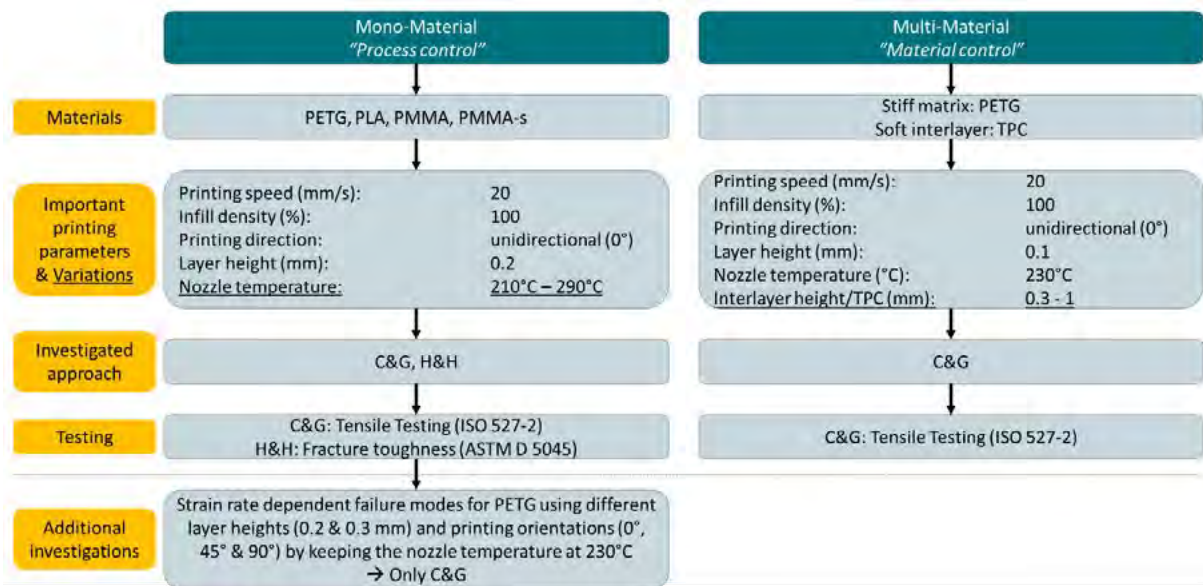 Mono-Material
"Process control"
Multi-Material
"Material control"
Materials
PETG, PLA, PMMA, PMMA-s
Stiff matrix: PETG
Soft interlayer: TPC
Important
printing
parameters
& Variations
Printing speed (mm/s): 20
Infill density (%): 100
Printing direction: unidirectional (0°)
Layer height (mm): 0.2
Nozzle temperature: 210°C – 290°C
Printing speed (mm/s): 20
Infill density (%): 100
Printing direction: unidirectional (0°)
Layer height (mm): 0.1
Nozzle temperature (°C): 230°C
Interlayer height/TPC (mm): 0.3 - 1
Investigated
approach
C&G, H&H
C&G
Testing
C&G: Tensile Testing (ISO 527-2)
H&H: Fracture toughness (ASTM D 5045)
C&G: Tensile Testing (ISO 527-2)
Additional
investigations
Strain rate dependent failure modes for PETG using different
layer heights (0.2 & 0.3 mm) and printing orientations (0°,
45° & 90°) by keeping the nozzle temperature at 230°C
→ Only C&G